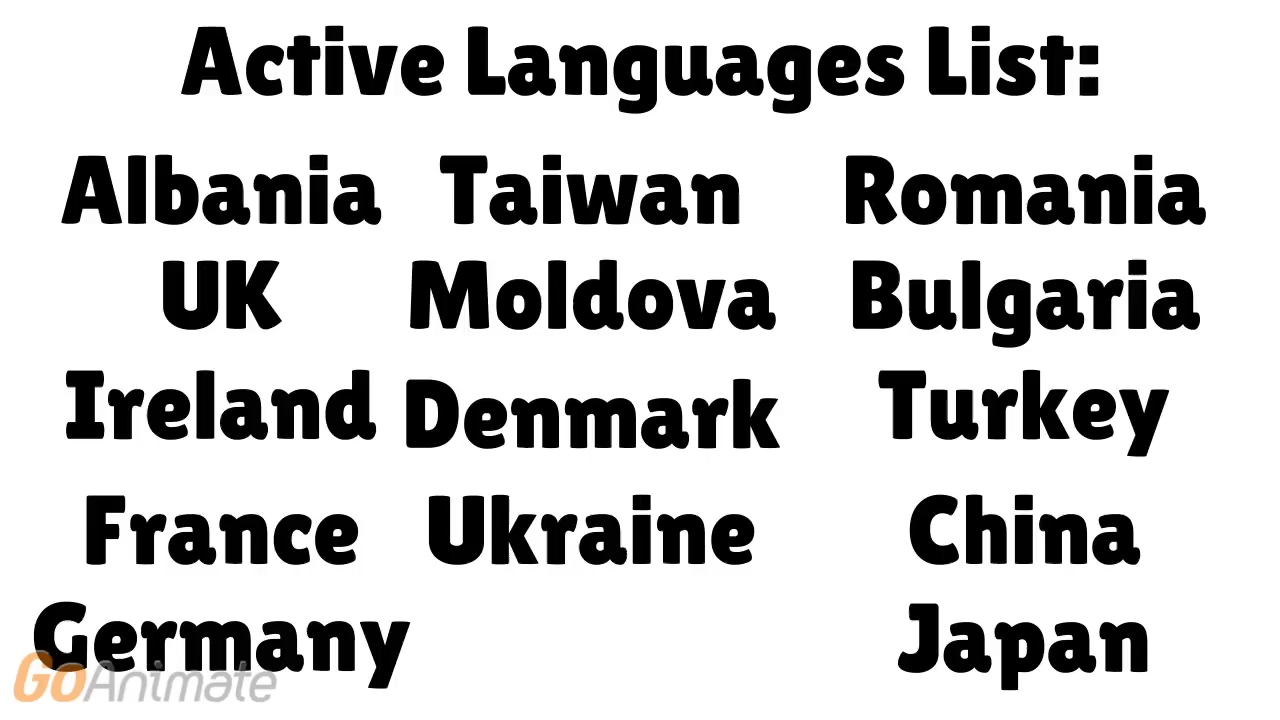 Active Languages List:
Albania Taiwan Romania
UK Moldova Bulgaria
Ireland Denmark Turkey
France Ukraine China
Germany Japan
GoAnimate